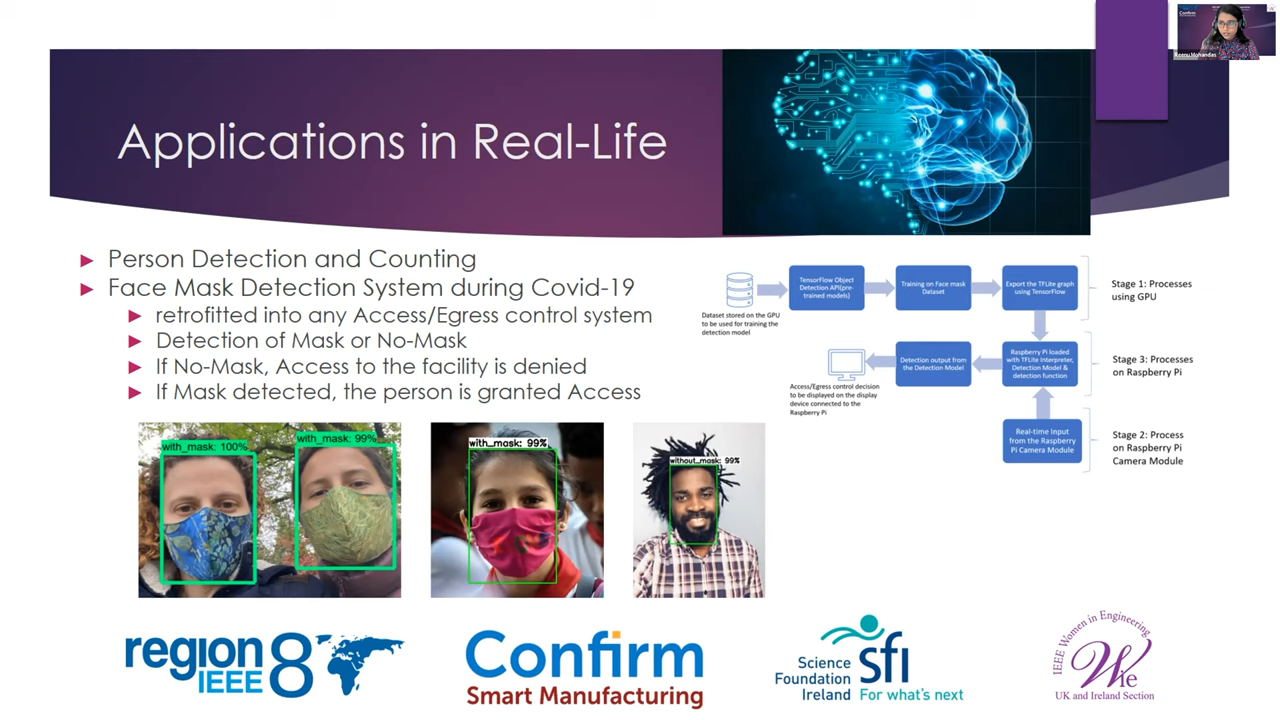 Confirm
Reenu Mohandas
Applications in Real-Life
Person Detection and Counting
Face Mask Detection System during Covid-19
retrofitted into any Access/Egress control system
Detection of Mask or No-Mask
If No-Mask, Access to the facility is denied
If Mask detected, the person is granted Access
Dataset stored on the GPU
to be used for training the
detection model
TensorFlow Object
Detection API(pre-
trained models)
Training on Face mask
Dataset
Export the TFLite graph
using TensorFlow
Stage 1: Processes
using GPU
Access/Egress control decision
to be displayed on the display
device connected to the
Raspberry Pi
Detection output from
the Detection Model
Raspberry Pi loaded
with TFLite Interpreter,
Detection Model &
detection function
Stage 3: Processes
on Raspberry Pi
Real-time Input
from the Raspberry
Pi Camera Module
Stage 2: Process
on Raspberry Pi
Camera Module
with_mask: 100%
with_mask: 99%
with_mask: 99%
without_mask: 99%
region 8
IEEE
Confirm
Smart Manufacturing
Science
Foundation
Ireland
sfi
For what's next
IEEE Women in Engineering
Wie
UK and Ireland Section